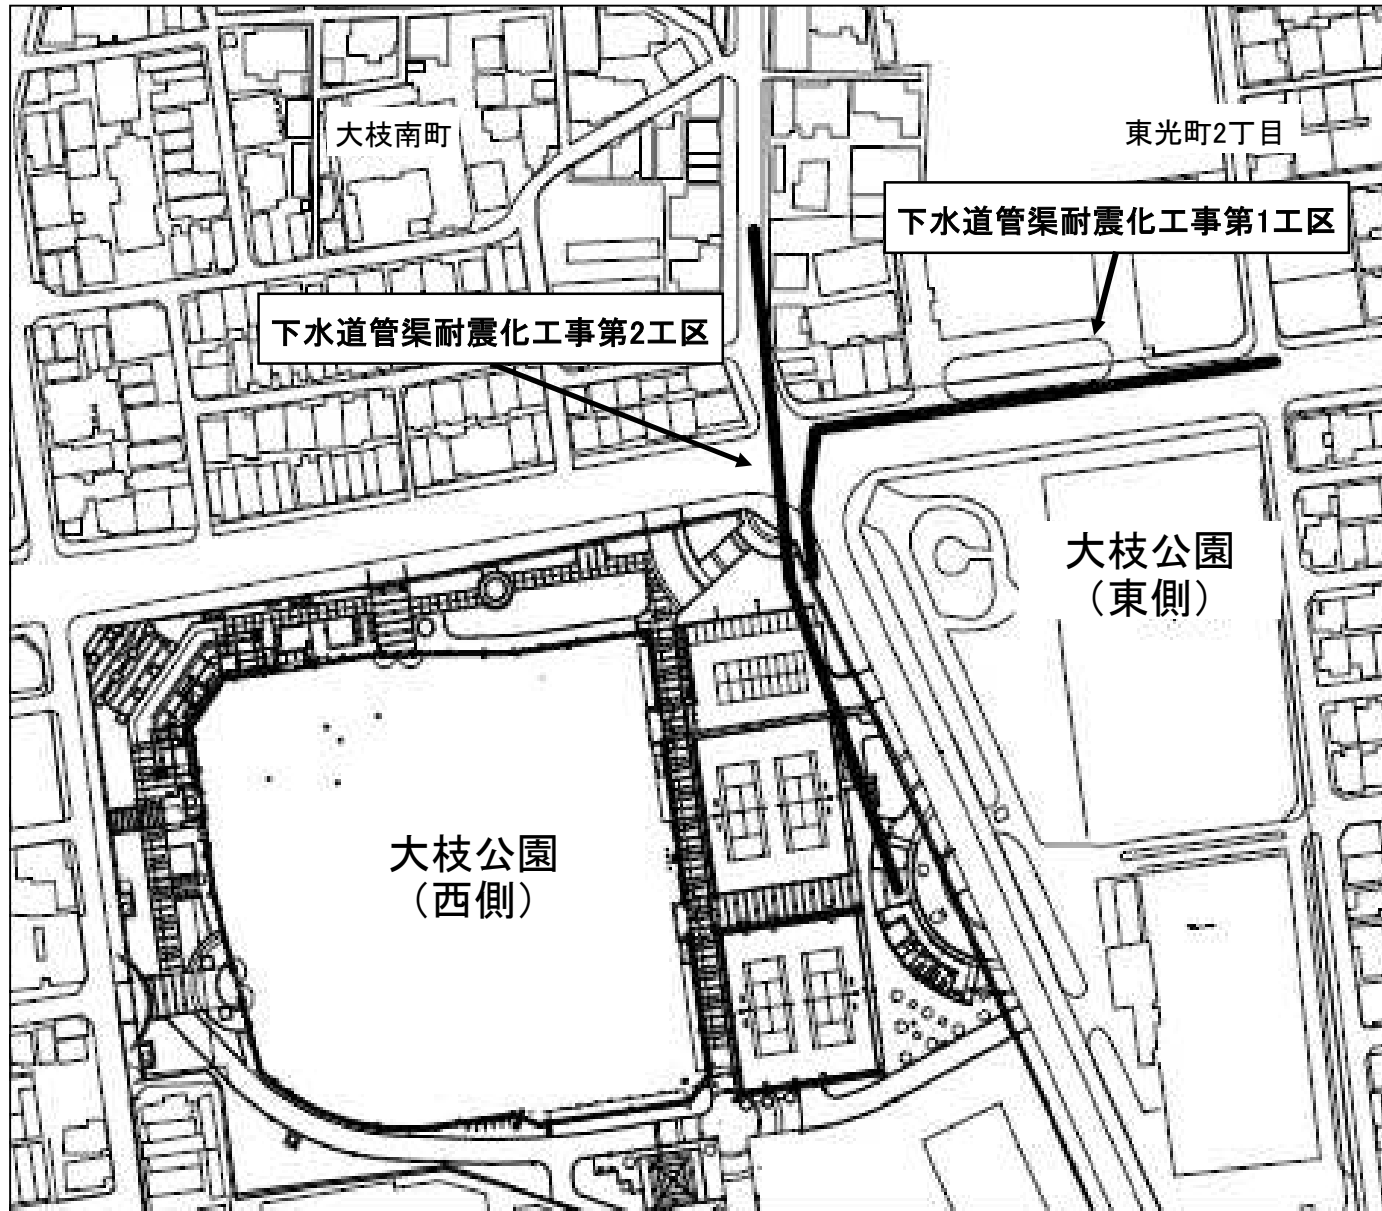 大枝南町
東光町2丁目
下水道管渠耐震化工事第1工区
下水道管渠耐震化工事第2工区
大枝公園
（東側）
大枝公園
（西側）